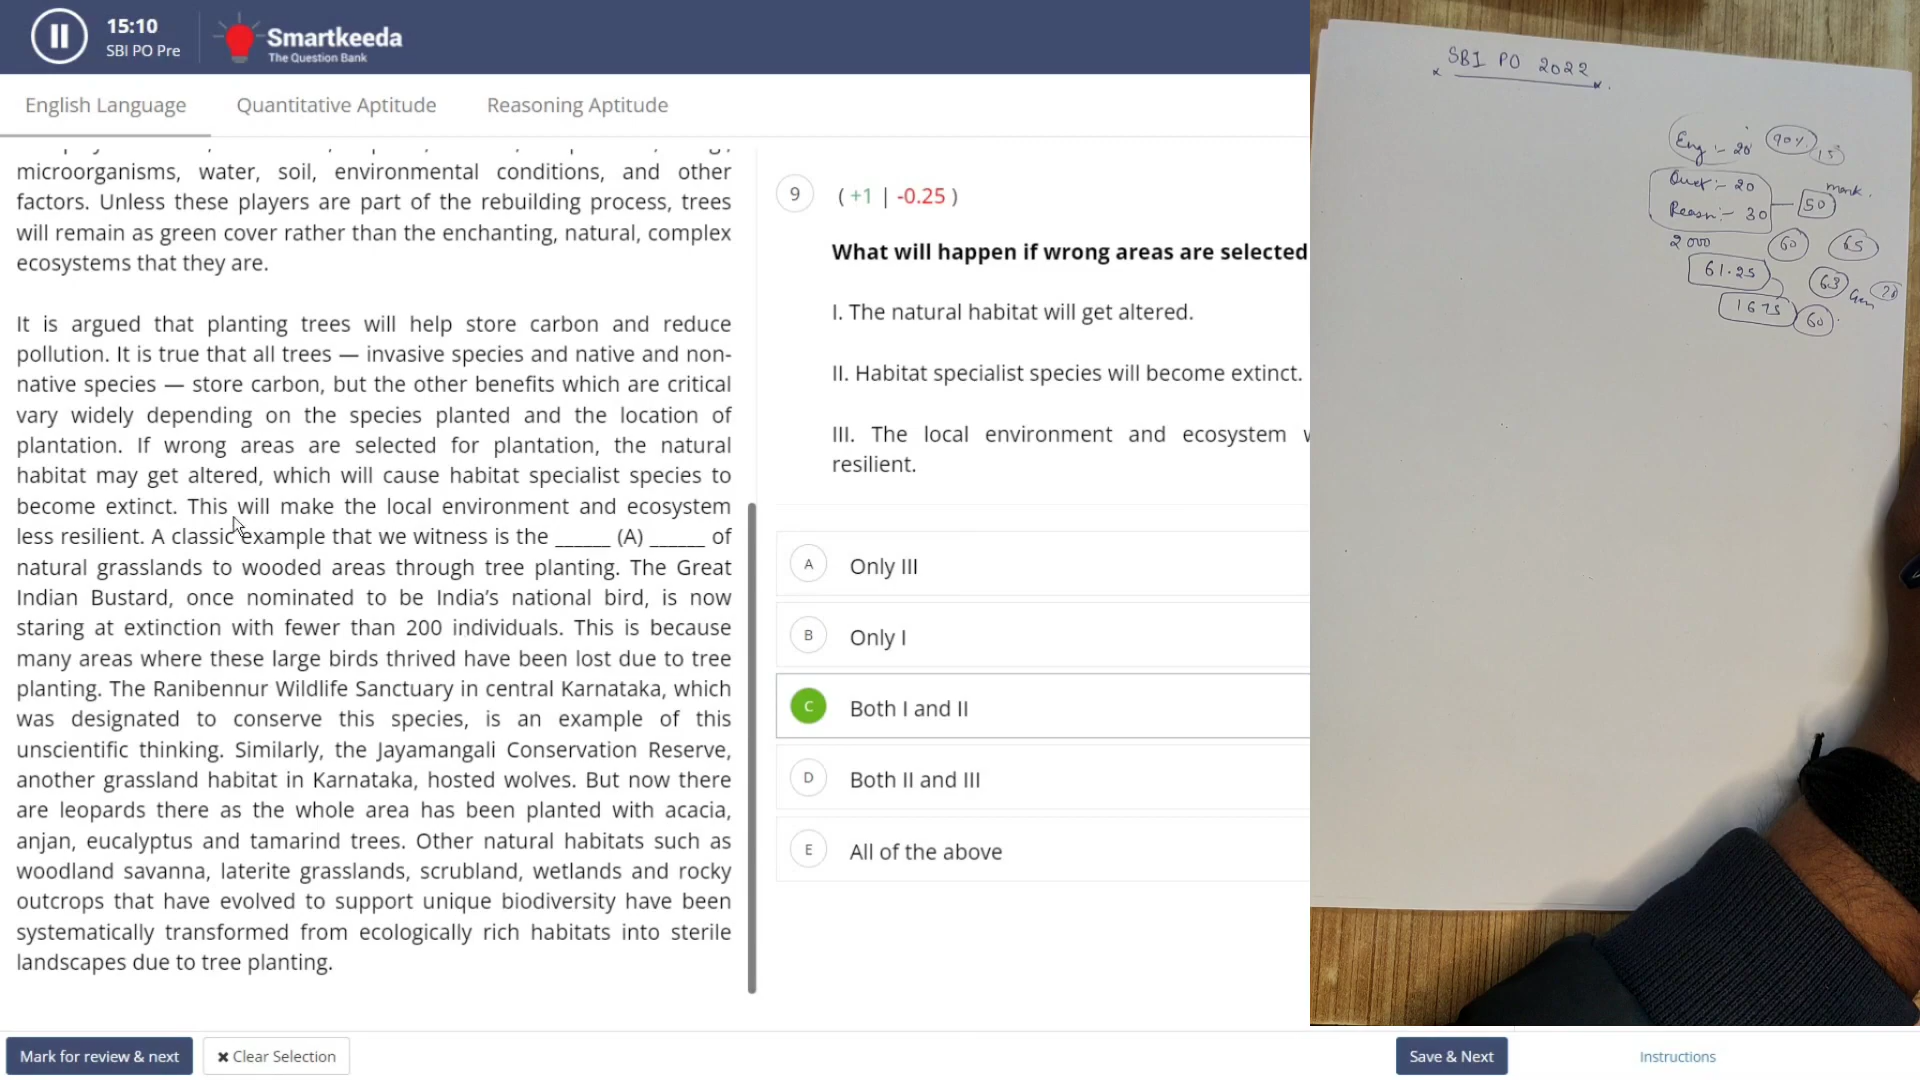 15:10
SBI PO Pre
Smartkeeda
The Question Bank
English Language
Quantitative Aptitude
Reasoning Aptitude
microorganisms, water, soil, environmental conditions, and other
factors. Unless these players are part of the rebuilding process, trees
will remain as green cover rather than the enchanting, natural, complex
ecosystems that they are.
It is argued that planting trees will help store carbon and reduce
pollution. It is true that all trees — invasive species and native and non-
native species — store carbon, but the other benefits which are critical
vary widely depending on the species planted and the location of
plantation. If wrong areas are selected for plantation, the natural
habitat may get altered, which will cause habitat specialist species to
become extinct. This will make the local environment and ecosystem
less resilient. A classic example that we witness is the ______ (A) ______ of
natural grasslands to wooded areas through tree planting. The Great
Indian Bustard, once nominated to be India's national bird, is now
staring at extinction with fewer than 200 individuals. This is because
many areas where these large birds thrived have been lost due to tree
planting. The Ranibennur Wildlife Sanctuary in central Karnataka, which
was designated to conserve this species, is an example of this
unscientific thinking. Similarly, the Jayamangali Conservation Reserve,
another grassland habitat in Karnataka, hosted wolves. But now there
are leopards there as the whole area has been planted with acacia,
anjan, eucalyptus and tamarind trees. Other natural habitats such as
woodland savanna, laterite grasslands, scrubland, wetlands and rocky
outcrops that have evolved to support unique biodiversity have been
systematically transformed from ecologically rich habitats into sterile
landscapes due to tree planting.
9
( +1 | -0.25 )
What will happen if wrong areas are selected
I. The natural habitat will get altered.
II. Habitat specialist species will become extinct.
III. The local environment and ecosystem
resilient.
A Only III
B Only I
C Both I and II
D Both II and III
E All of the above
Mark for review & next
✖ Clear Selection
Save & Next
Instructions
SBI PO 2022
Eng :- 20 90% 15
Quet :- 20
mark.
Reason :- 30 50
2000 60 65
61.25 63
1675 60